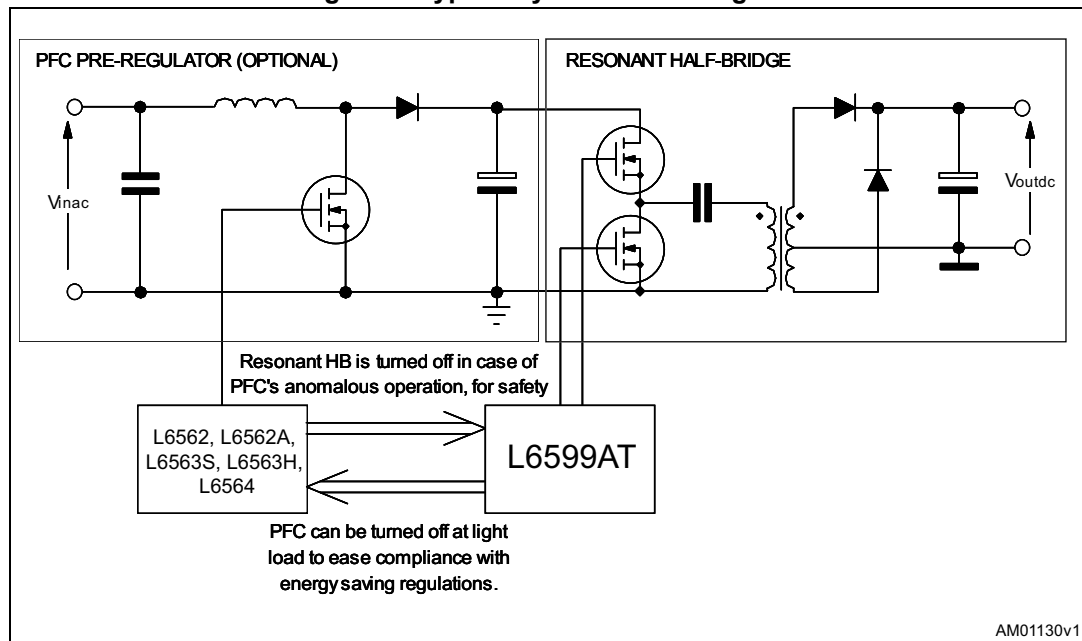 PFC PRE-REGULATOR (OPTIONAL)
RESONANT HALF-BRIDGE
Vinac
Voutdc
Resonant HB is turned off in case of
PFC's anomalous operation, for safety
L6562, L6562A,
L6563S, L6563H,
L6564
L6599AT
PFC can be turned off at light
load to ease compliance with
energy saving regulations.
AM01130v1